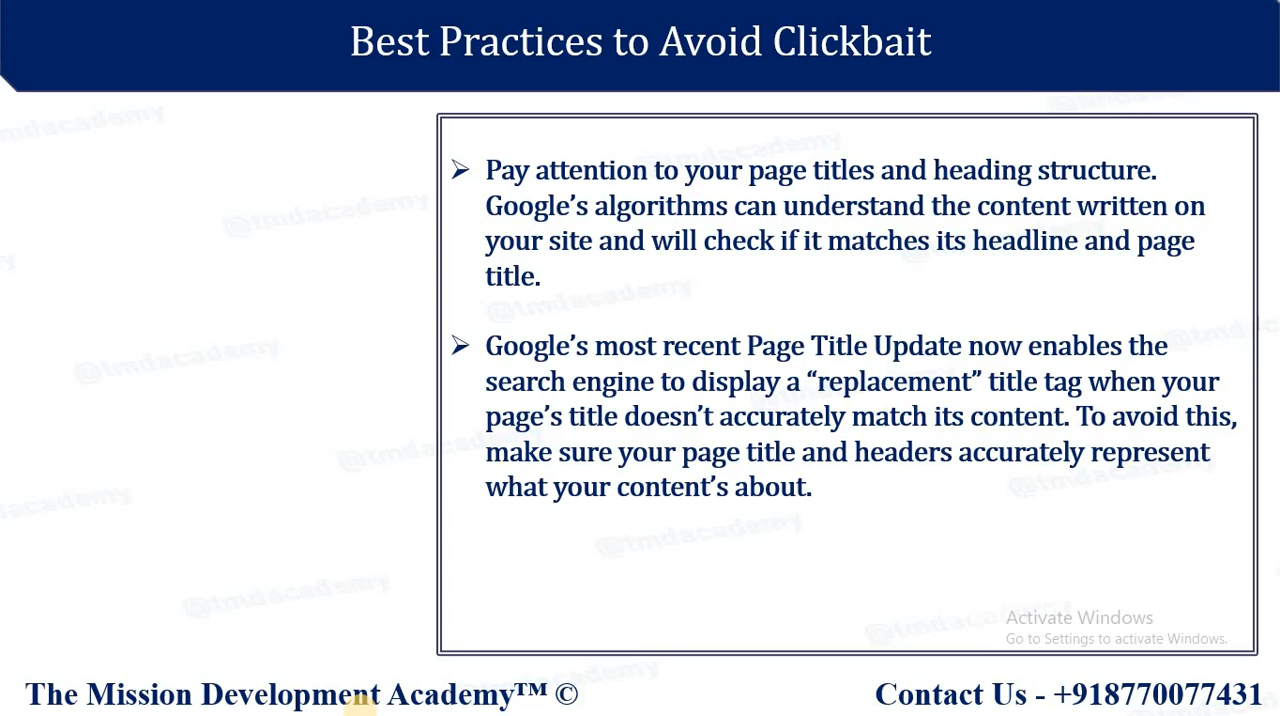 Best Practices to Avoid Clickbait
@tmdacademy
➢ Pay attention to your page titles and heading structure.
Google’s algorithms can understand the content written on
your site and will check if it matches its headline and page
title.
➢ Google’s most recent Page Title Update now enables the
search engine to display a “replacement” title tag when your
page’s title doesn’t accurately match its content. To avoid this,
make sure your page title and headers accurately represent
what your content’s about.
Activate Windows
Go to Settings to activate Windows.
The Mission Development Academy™ ©
Contact Us - +918770077431